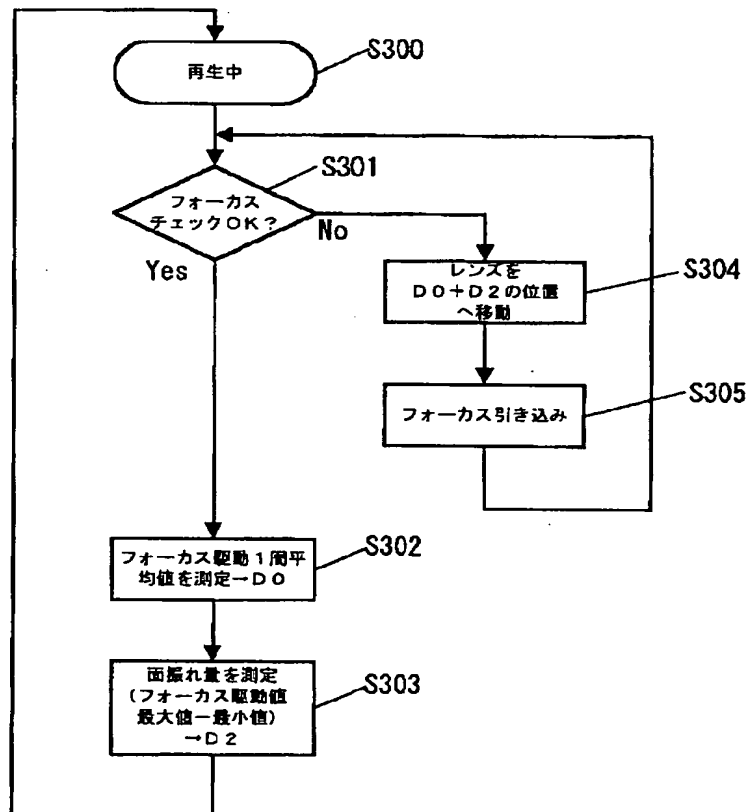 再生中
S300
S301
フォーカス
チェックOK?
No
Yes
レンズを
D0+D2の位置
へ移動
S304
フォーカス引き込み
S305
フォーカス駆動1周平
均値を測定→D0
S302
面振れ量を測定
(フォーカス駆動値
最大値-最小値)
→D2
S303